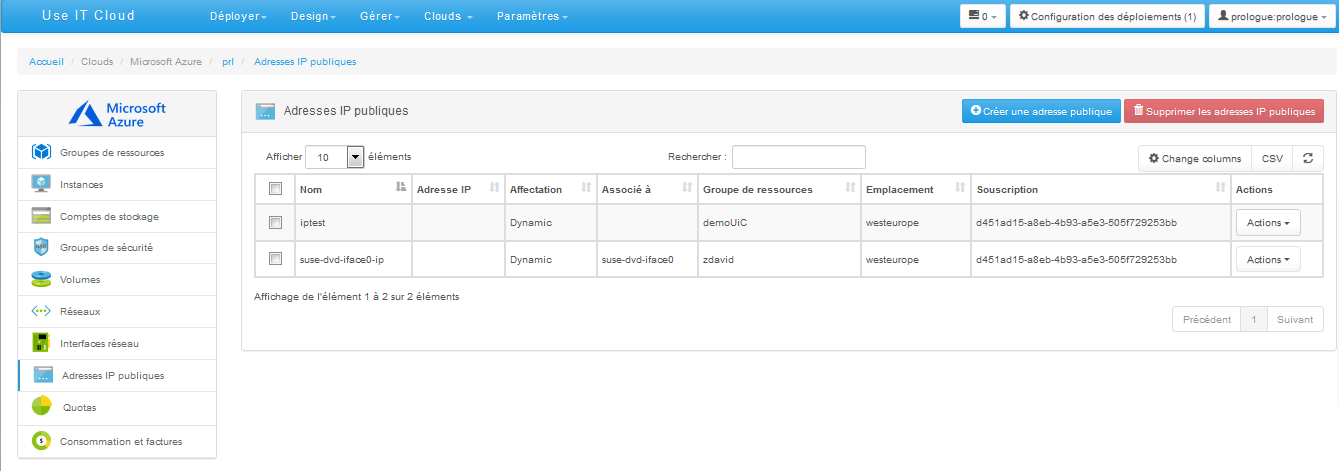 Use IT Cloud Déployer Design Gérer Clouds Paramètres 0 Configuration des déploiements (1) prologue:prologue
Accueil / Clouds / Microsoft Azure / prl / Adresses IP publiques
Microsoft
Azure
Groupes de ressources
Instances
Comptes de stockage
Groupes de sécurité
Volumes
Réseaux
Interfaces réseau
Adresses IP publiques
Quotas
Consommation et factures
Adresses IP publiques Créer une adresse publique Supprimer les adresses IP publiques
Afficher 10 éléments Rechercher : Change columns CSV
Nom Adresse IP Affectation Associé à Groupe de ressources Emplacement Souscription Actions
iptest Dynamic demoUiC westeurope d451ad15-a8eb-4b93-a5e3-505f729253bb Actions
suse-dvd-iface0-ip Dynamic suse-dvd-iface0 zdavid westeurope d451ad15-a8eb-4b93-a5e3-505f729253bb Actions
Affichage de l'élément 1 à 2 sur 2 éléments
Précédent 1 Suivant